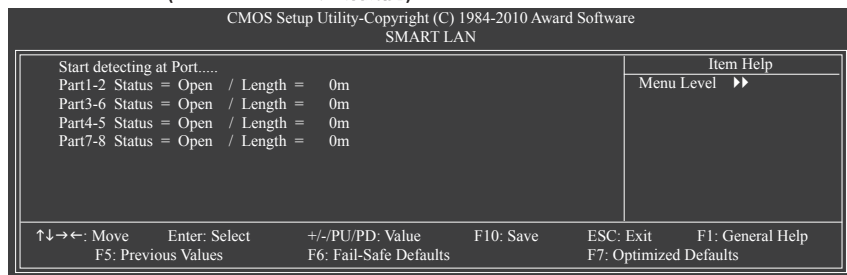 CMOS Setup Utility-Copyright (C) 1984-2010 Award Software
SMART LAN
Start detecting at Port.....
Part1-2 Status = Open / Length = 0m
Part3-6 Status = Open / Length = 0m
Part4-5 Status = Open / Length = 0m
Part7-8 Status = Open / Length = 0m
Item Help
Menu Level ▶▶
↑↓→←: Move Enter: Select +/-/PU/PD: Value F10: Save ESC: Exit F1: General Help
F5: Previous Values F6: Fail-Safe Defaults F7: Optimized Defaults